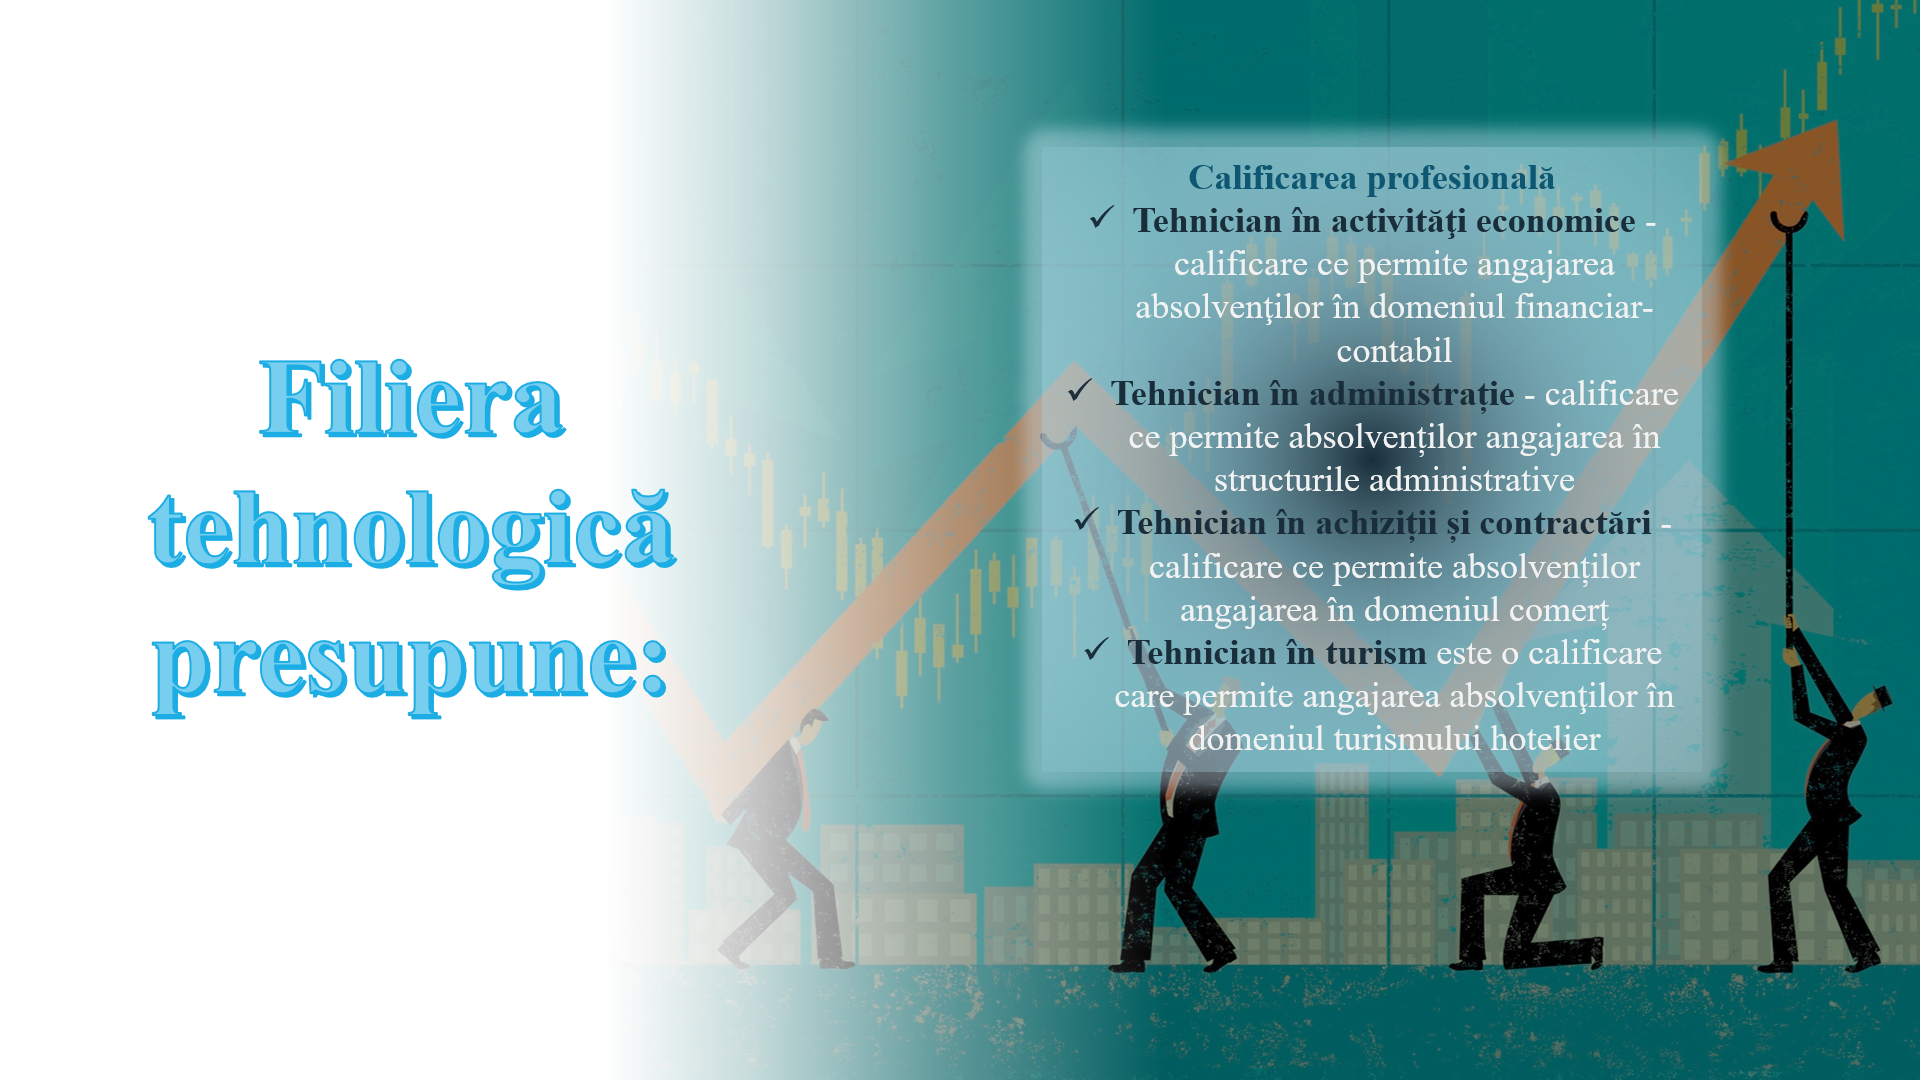 Filiera
tehnologică
presupune:
Calificarea profesională
✓ Tehnician în activităţi economice -
calificare ce permite angajarea
absolvenţilor în domeniul financiar-
contabil
✓ Tehnician în administrație - calificare
ce permite absolvenților angajarea în
structurile administrative
✓ Tehnician în achiziții și contractări -
calificare ce permite absolvenților
angajarea în domeniul comerț
✓ Tehnician în turism este o calificare
care permite angajarea absolvenţilor în
domeniul turismului hotelier